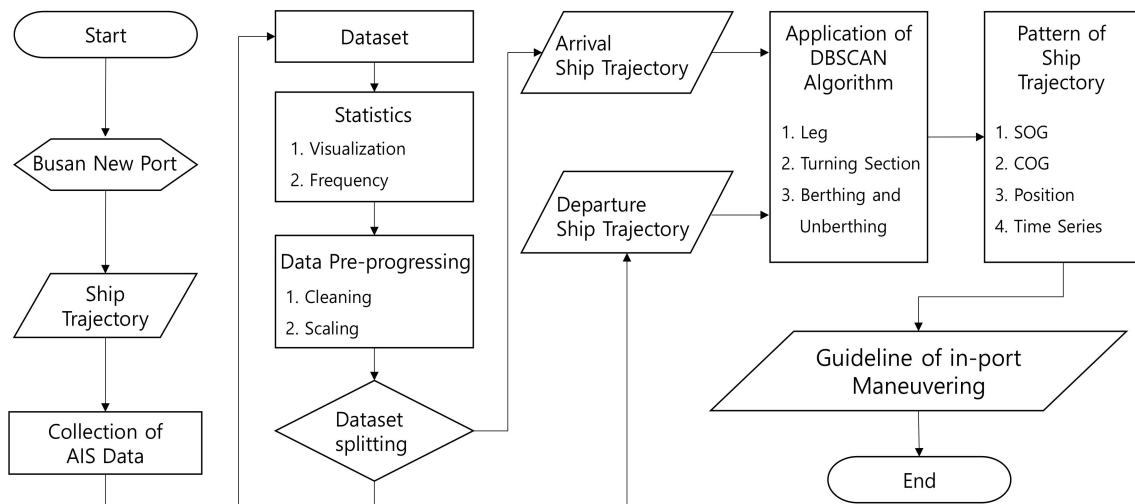 Start
Busan New Port
Ship
Trajectory
Collection of
AIS Data
Dataset
Statistics
1. Visualization
2. Frequency
Data Pre-progressing
1. Cleaning
2. Scaling
Dataset
splitting
Arrival
Ship Trajectory
Departure
Ship Trajectory
Application of
DBSCAN
Algorithm
1. Leg
2. Turning Section
3. Berthing and
Unberthing
Pattern of
Ship
Trajectory
1. SOG
2. COG
3. Position
4. Time Series
Guideline of in-port
Maneuvering
End